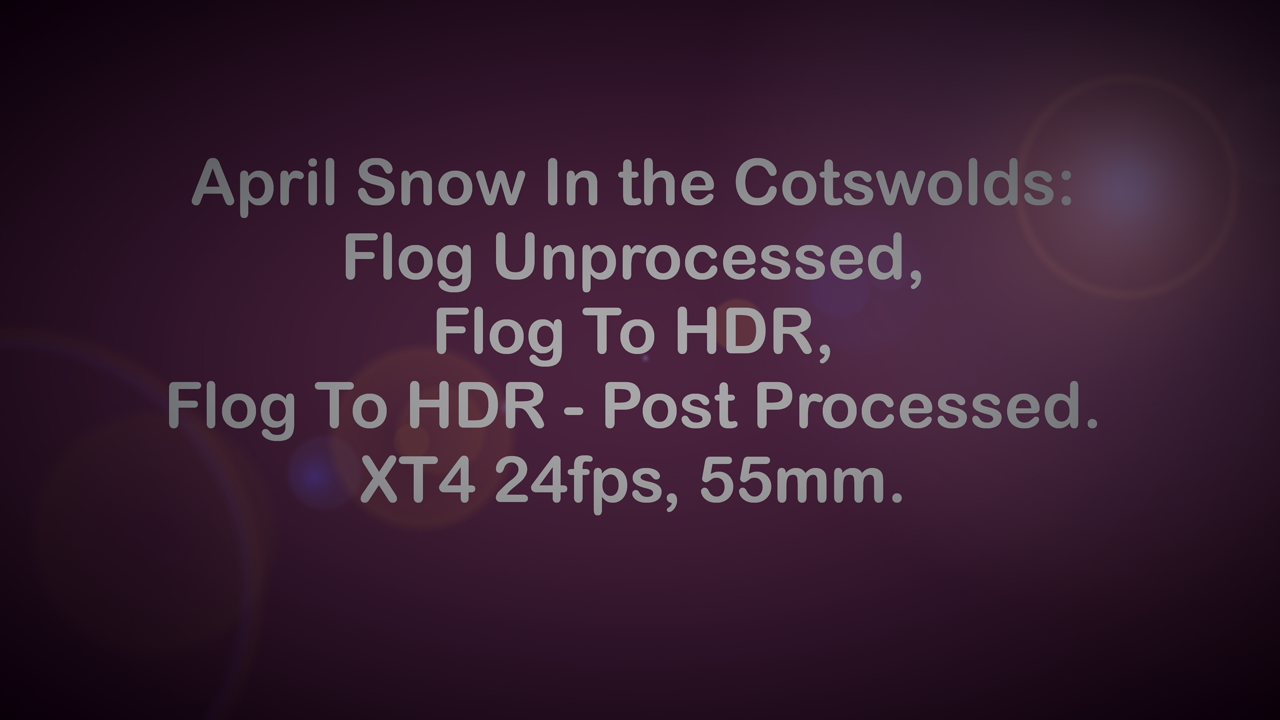 April Snow In the Cotswolds:
Flog Unprocessed,
Flog To HDR,
Flog To HDR - Post Processed.
XT4 24fps, 55mm.